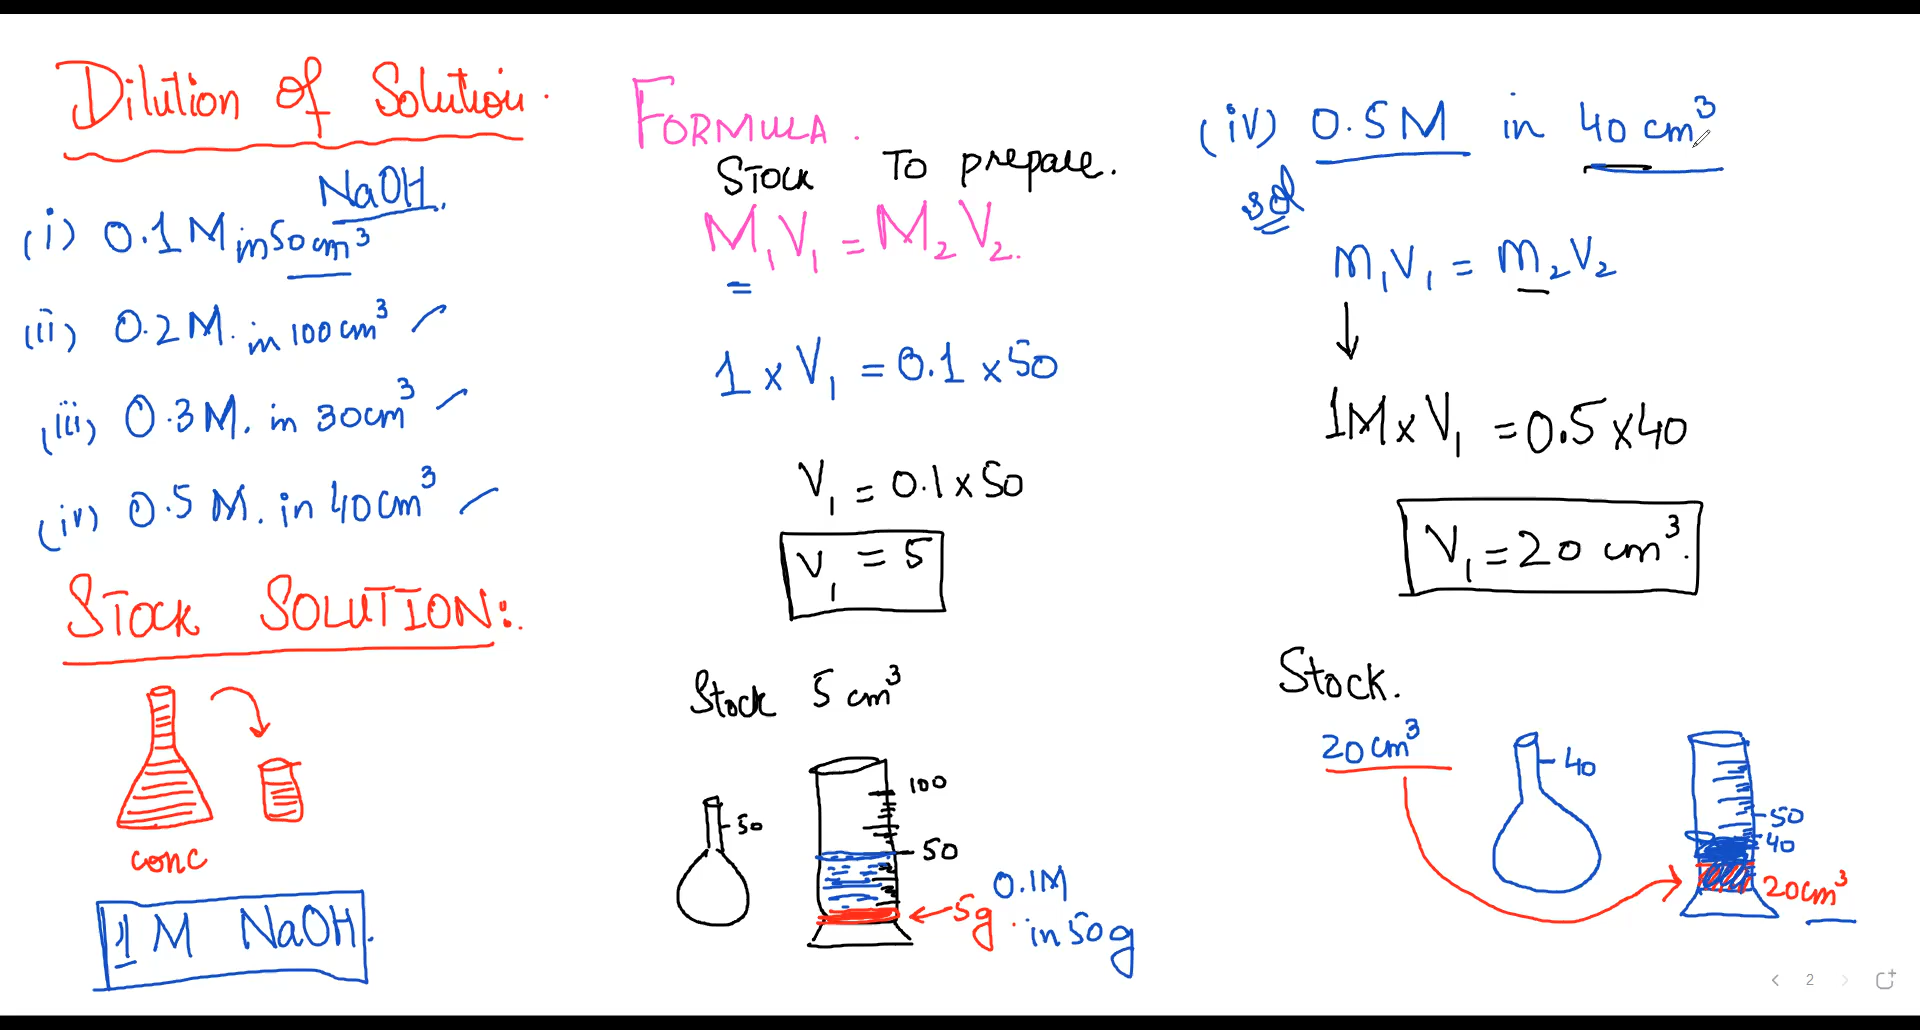 Dilution of Solution.
NaOH.
(i) 0.1 M in 50 cm³
(ii) 0.2 M. in 100 cm³
(iii) 0.3 M. in 30 cm³
(iv) 0.5 M. in 40 cm³
STOCK SOLUTION:.
conc
1 M NaOH.
FORMULA.
STOCK TO prepare.
M₁V₁ = M₂V₂.
=
1 x V₁ = 0.1 x 50
V₁ = 0.1 x 50
V₁ = 5
Stock 5 cm³
50
100
50
5g
0.1M
in 50g
(iv) 0.5 M in 40 cm³
sol
M₁V₁ = M₂V₂
1M x V₁ = 0.5 x 40
V₁ = 20 cm³.
Stock.
20 cm³
40
50
40
20cm³
2